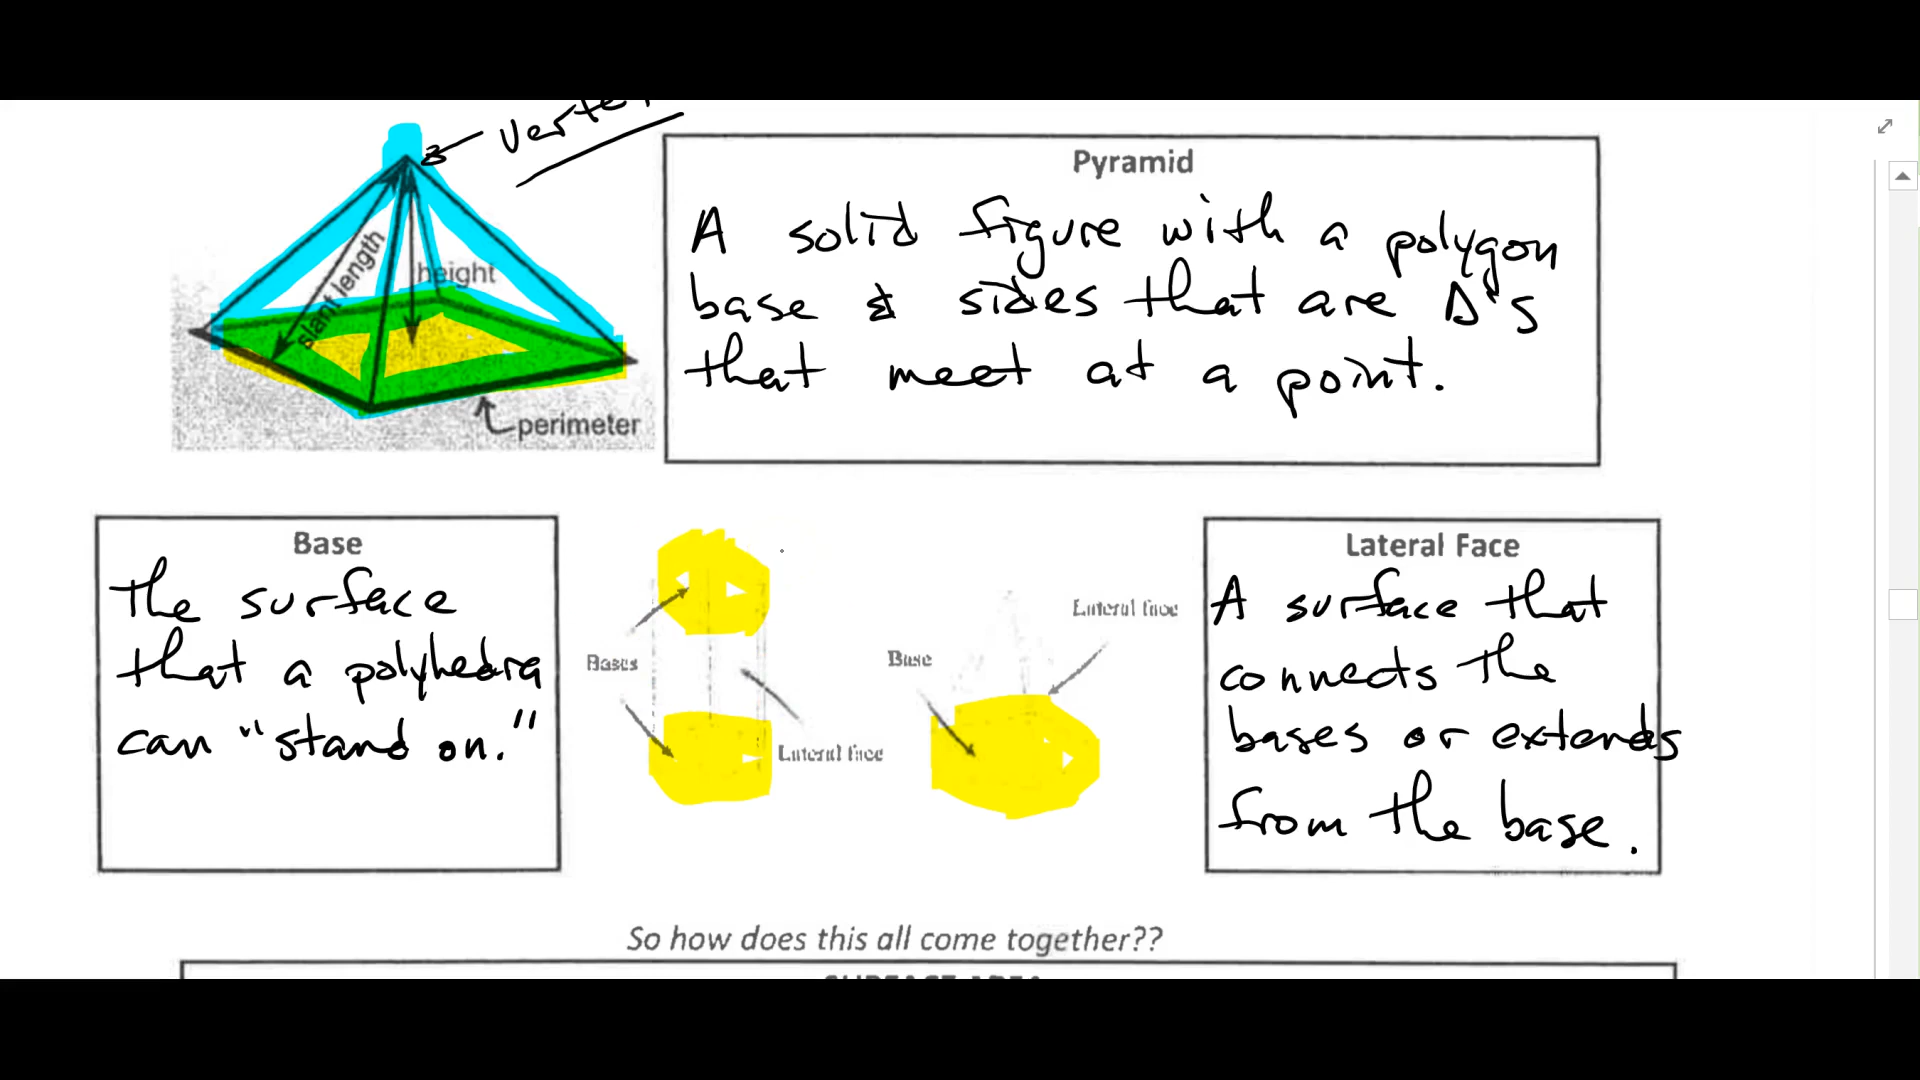 Pyramid
A solid figure with a polygon
base & sides that are Δ's
that meet at a point.
slant length
height
perimeter
Base
The surface
that a polyhedra
can "stand on."
Bases
Lateral face
Base
Lateral face
Lateral Face
A surface that
connects the
bases or extends
from the base.
So how does this all come together??